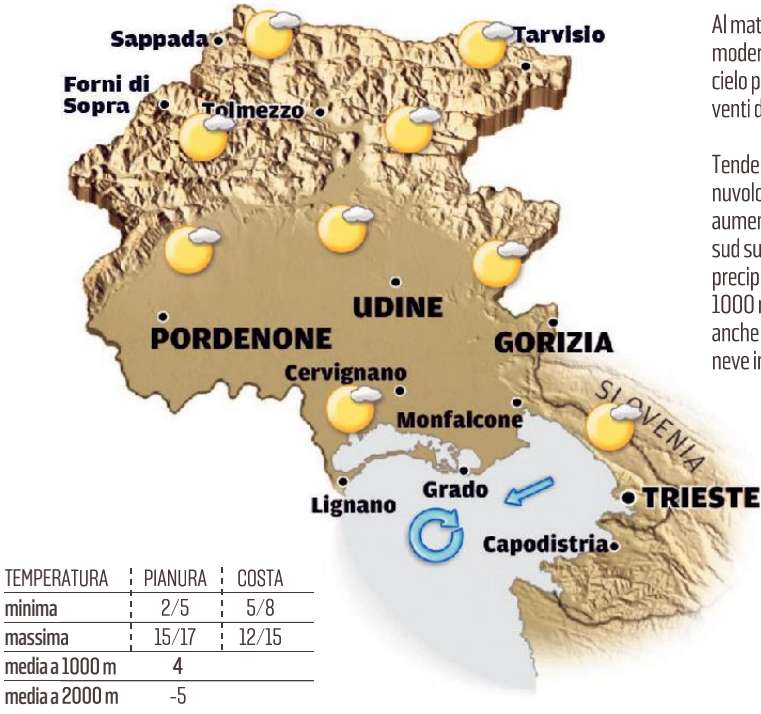 Sappada
Tarvisio
Forni di
Sopra
Tolmezzo
UDINE
PORDENONE
GORIZIA
Cervignano
Monfalcone
SLOVENIA
Lignano
Grado
TRIESTE
Capodistria
TEMPERATURA PIANURA COSTA
minima 2/5 5/8
massima 15/17 12/15
media a 1000 m 4
media a 2000 m -5
Al mat
moder
cielo p
venti d
Tende
nuvolo
aumer
sud su
precip
1000
anche
neve